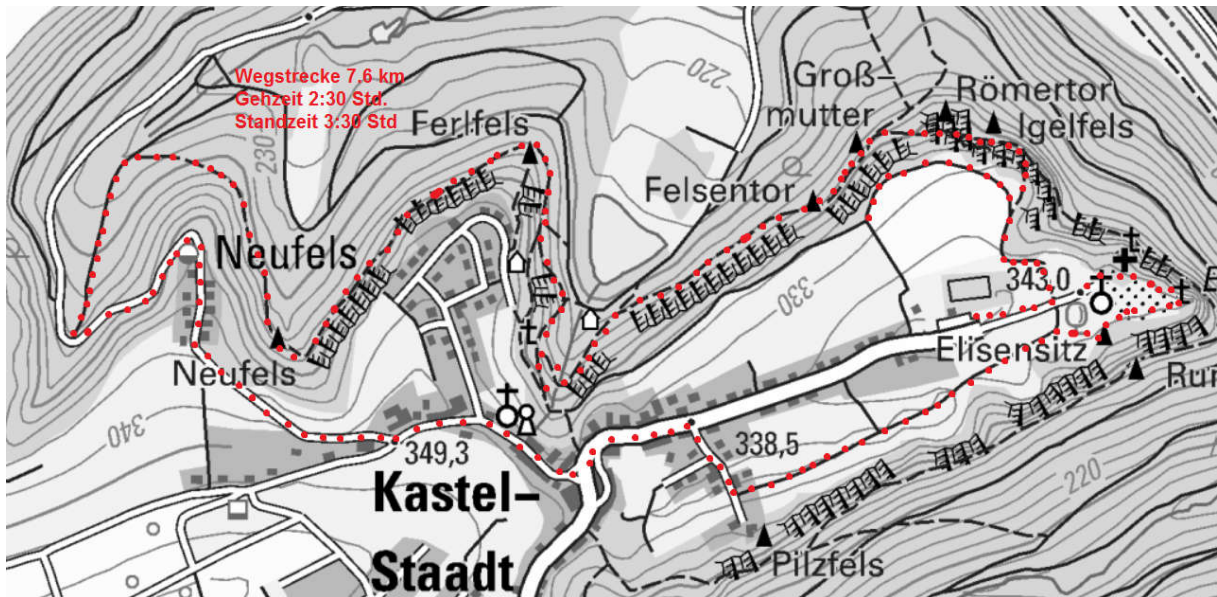 Wegstrecke 7,6 km
Gehzeit 2:30 Std.
Standzeit 3:30 Std
220
Groß–
mutter
Römertor
Igelfels
Ferlfels
230
Felsentor
Neufels
330
343,0
Neufels
Elisensitz
340
349,3
338,5
Kastel–
Staadt
220
Pilzfels